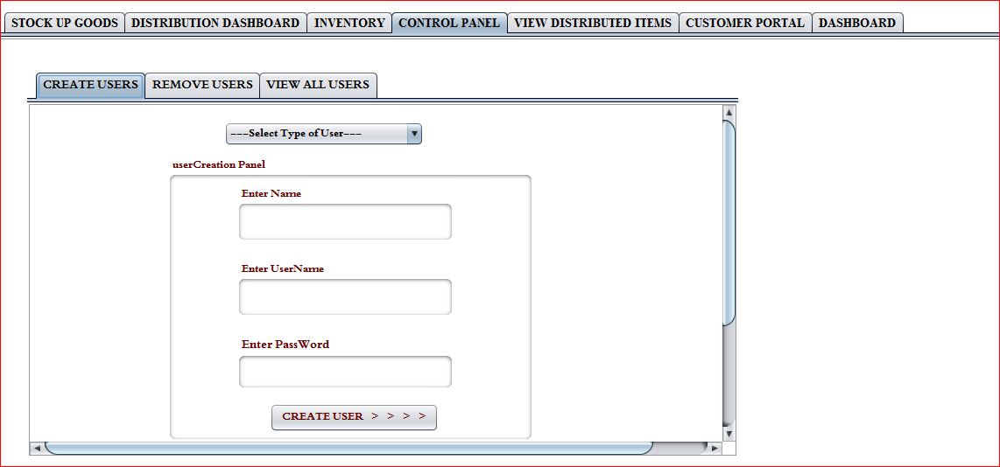 STOCK UP GOODS DISTRIBUTION DASHBOARD INVENTORY CONTROL PANEL VIEW DISTRIBUTED ITEMS CUSTOMER PORTAL DASHBOARD
CREATE USERS REMOVE USERS VIEW ALL USERS
---Select Type of User---
userCreation Panel
Enter Name
Enter UserName
Enter PassWord
CREATE USER > > > >